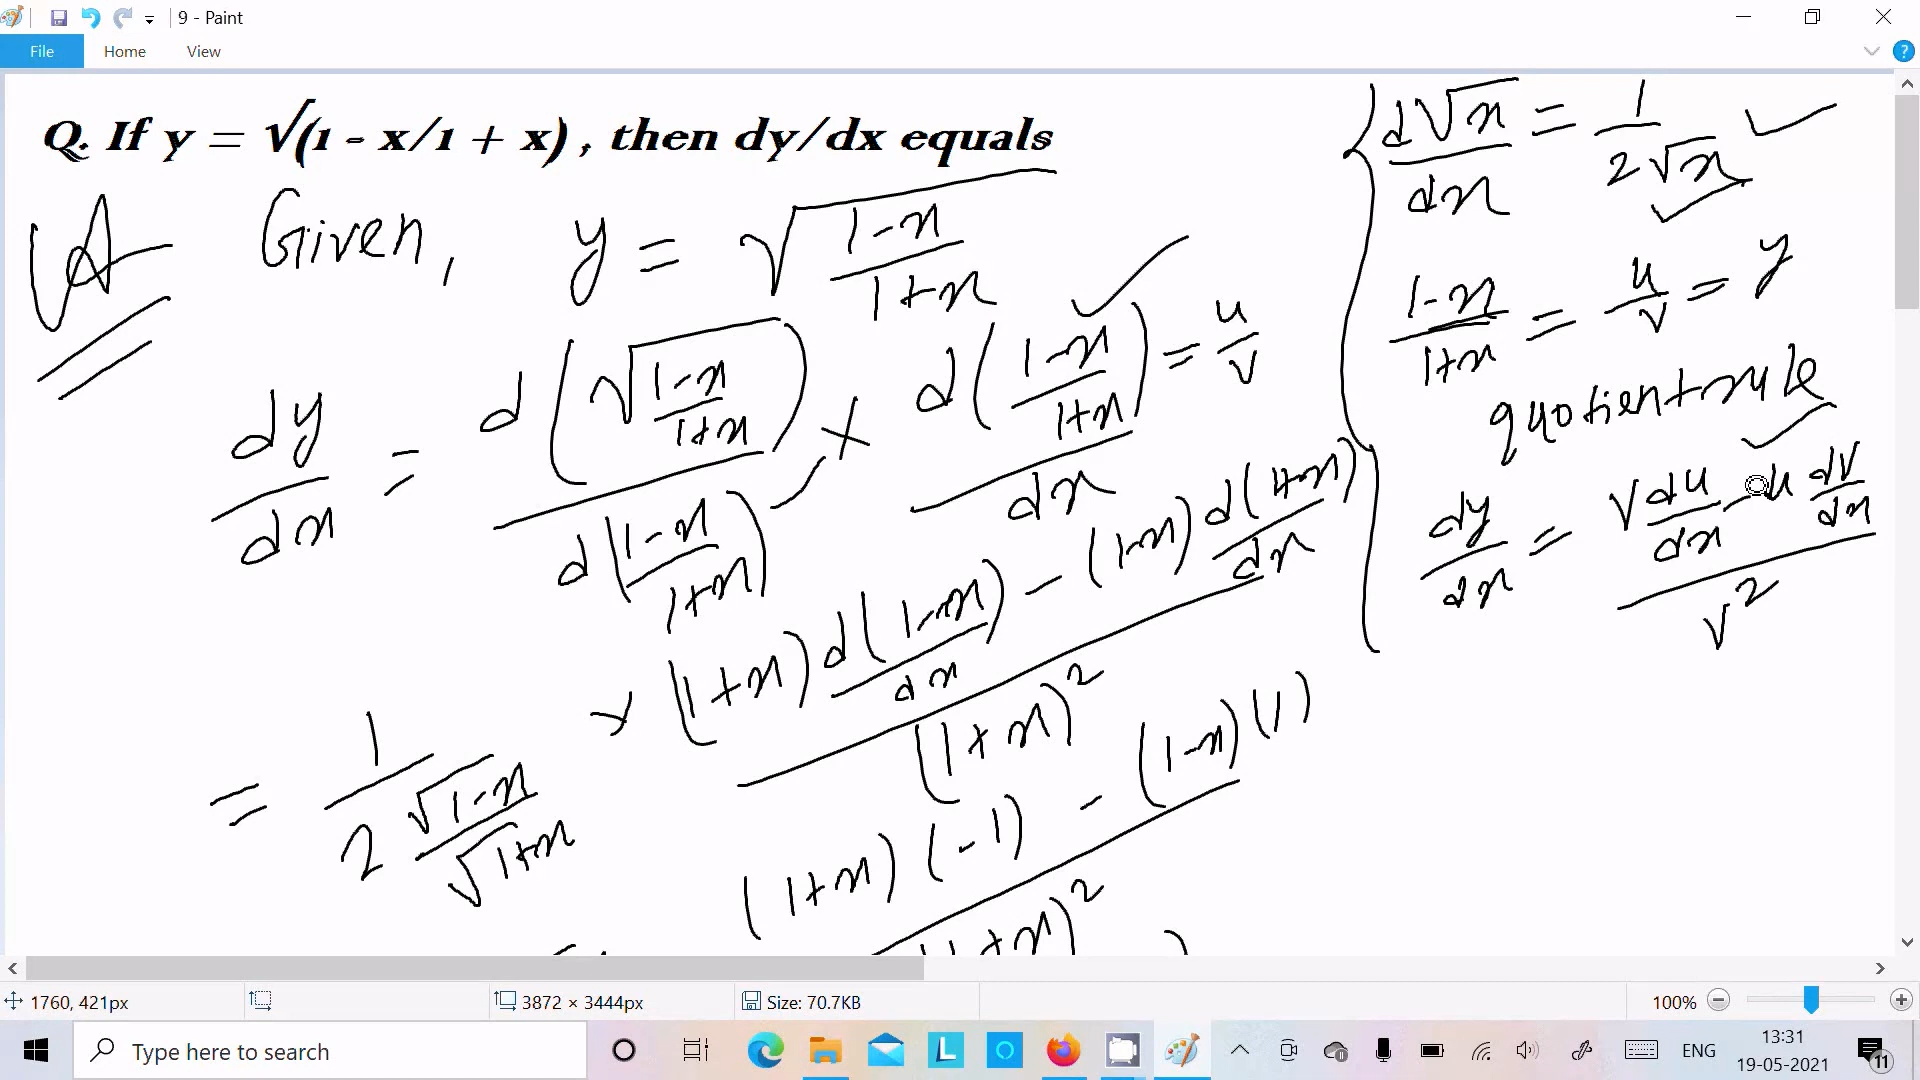 9 - Paint
File Home View
Q. If y = √(1 - x/1 + x) , then dy/dx equals
A Given, y = √((1-x)/(1+x))
dy/dx = d(√((1-x)/(1+x)))/d((1-x)/(1+x)) × d((1-x)/(1+x))/dx = u/v
= 1/(2 √(1-x)/√(1+x)) × ((1+x) d(1-x)/dx - (1-x) d(1+x)/dx)/(1+x)²
(1+x)(-1) - (1-x)(1)
(1+x)²
d√x/dx = 1/(2√x)
(1-x)/(1+x) = u/v = y
quotient rule
dy/dx = (v du/dx - u dv/dx)/v²
1760, 421px 3872 × 3444px Size: 70.7KB 100%
Type here to search ENG 13:31
19-05-2021 11